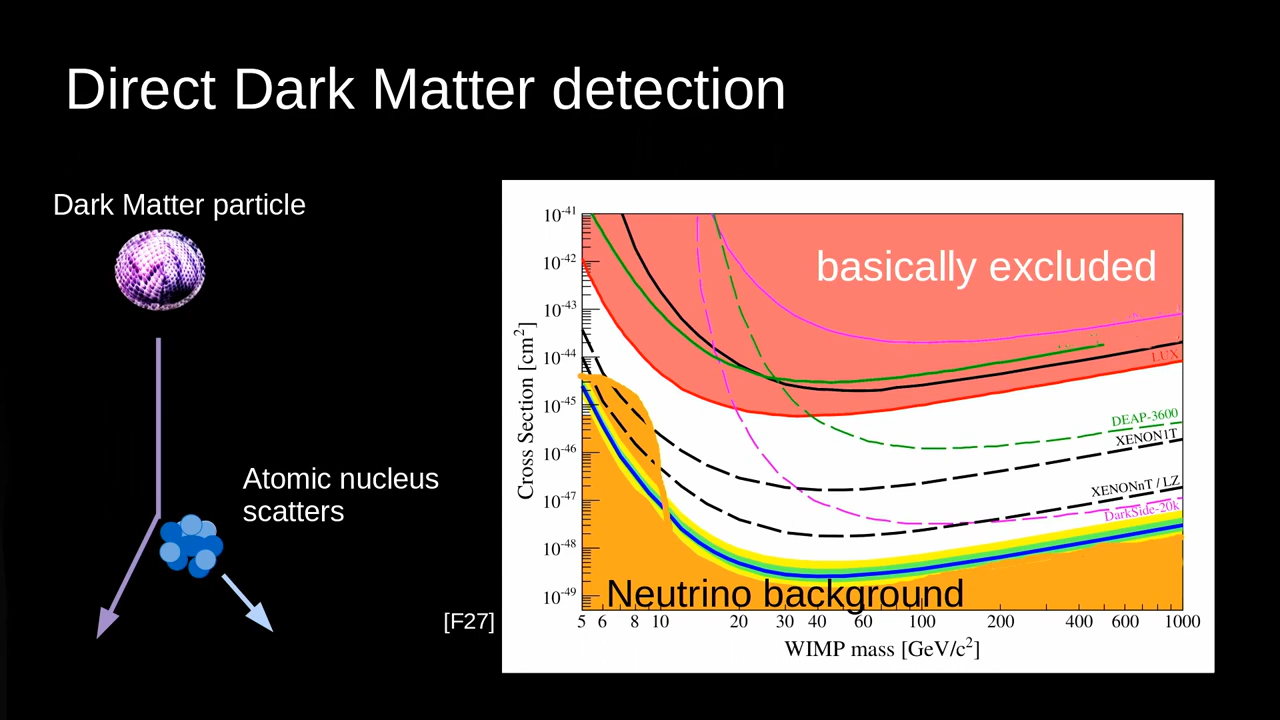 Direct Dark Matter detection
Dark Matter particle
Atomic nucleus
scatters
[F27]
basically excluded
Neutrino background
Cross Section [cm²]
10⁻⁴¹
10⁻⁴²
10⁻⁴³
10⁻⁴⁴
10⁻⁴⁵
10⁻⁴⁶
10⁻⁴⁷
10⁻⁴⁸
10⁻⁴⁹
LUX
DEAP-3600
XENON1T
XENONnT / LZ
DarkSide-20k
5 6 8 10 20 30 40 60 100 200 400 600 1000
WIMP mass [GeV/c²]